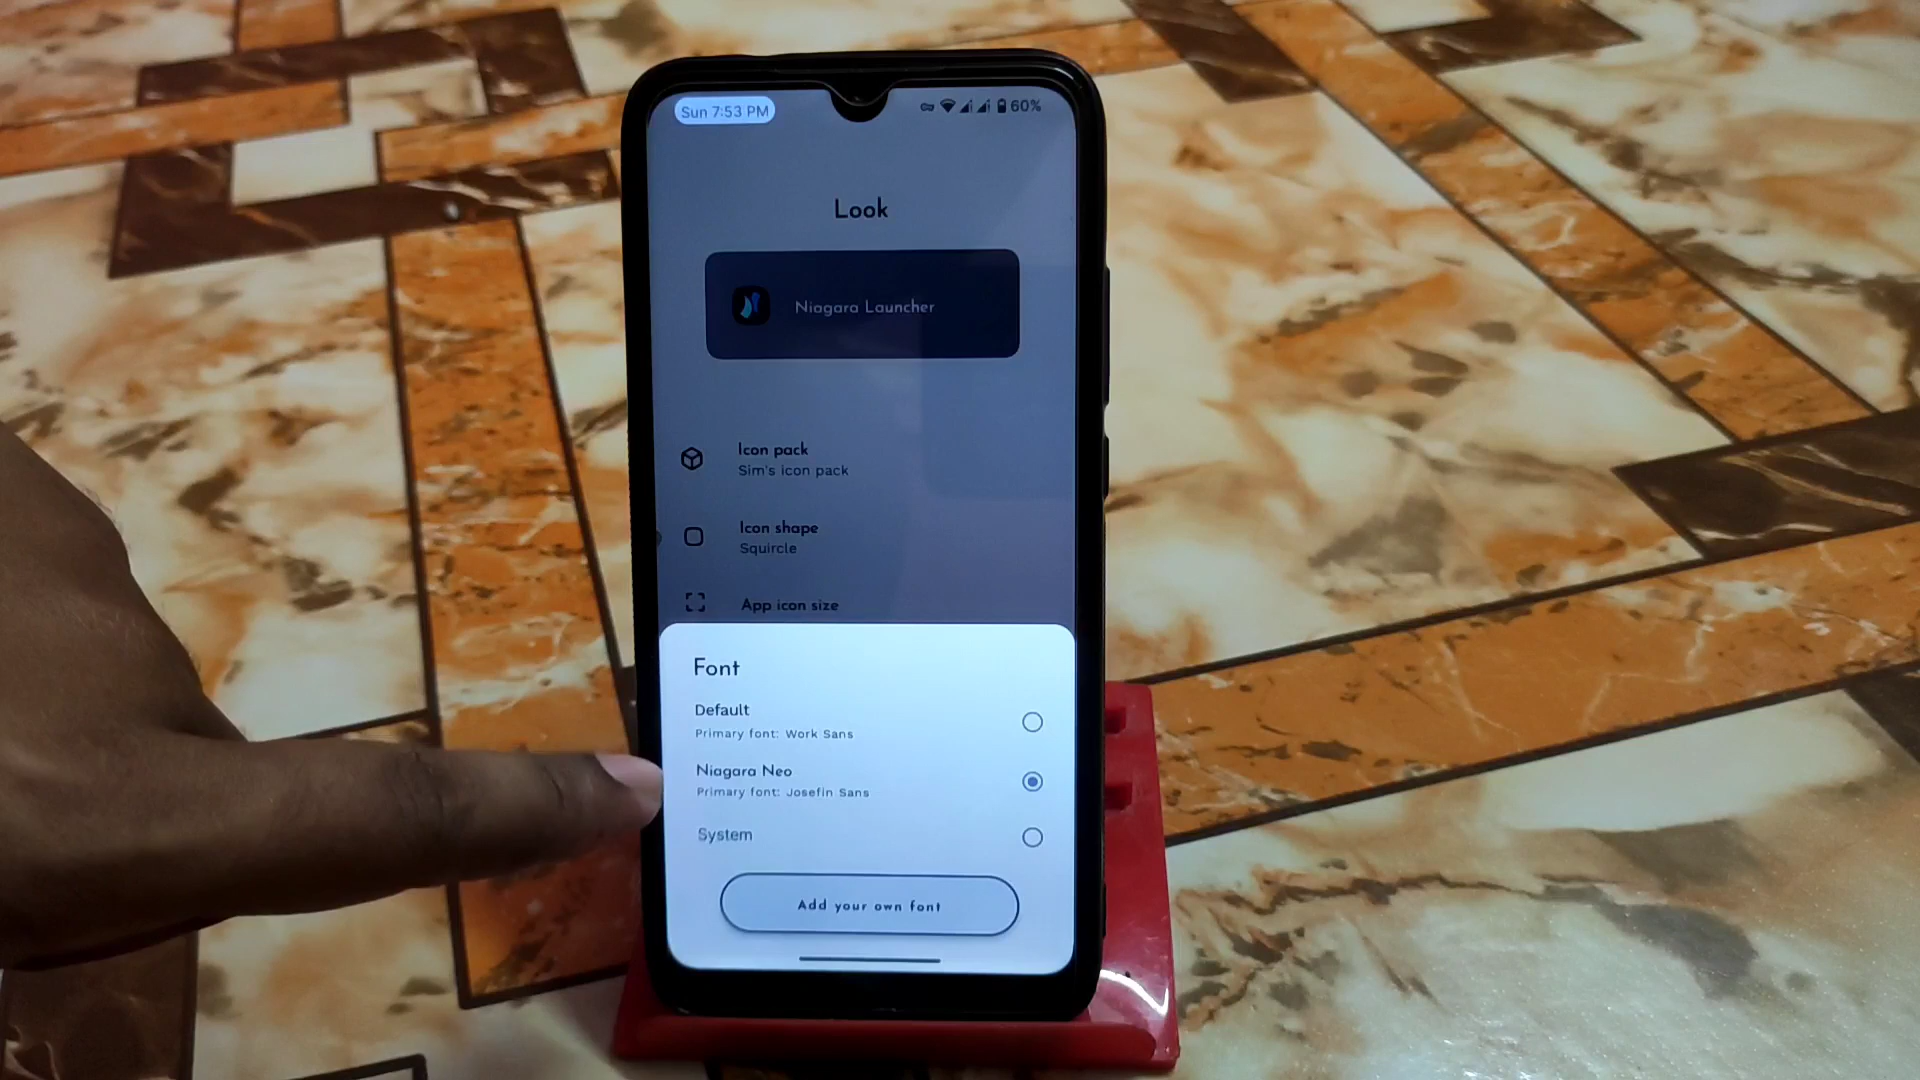 Sun 7:53 PM
60%
Look
Niagara Launcher
Icon pack
Sim's icon pack
Icon shape
Squircle
App icon size
Font
Default
Primary font: Work Sans
Niagara Neo
Primary font: Josefin Sans
System
Add your own font